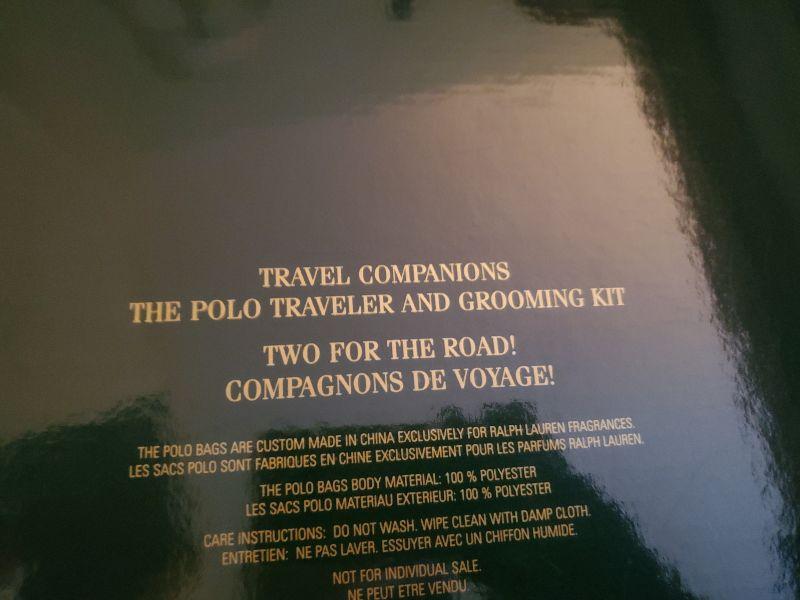 TRAVEL COMPANIONS
THE POLO TRAVELER AND GROOMING KIT
TWO FOR THE ROAD!
COMPAGNONS DE VOYAGE!
THE POLO BAGS ARE CUSTOM MADE IN CHINA EXCLUSIVELY FOR RALPH LAUREN FRAGRANCES.
LES SACS POLO SONT FABRIQUES EN CHINE EXCLUSIVEMENT POUR LES PARFUMS RALPH LAUREN.
THE POLO BAGS BODY MATERIAL: 100 % POLYESTER
LES SACS POLO MATERIAU EXTERIEUR: 100 % POLYESTER
CARE INSTRUCTIONS: DO NOT WASH. WIPE CLEAN WITH DAMP CLOTH.
ENTRETIEN: NE PAS LAVER. ESSUYER AVEC UN CHIFFON HUMIDE.
NOT FOR INDIVIDUAL SALE.
NE PEUT ETRE VENDU.